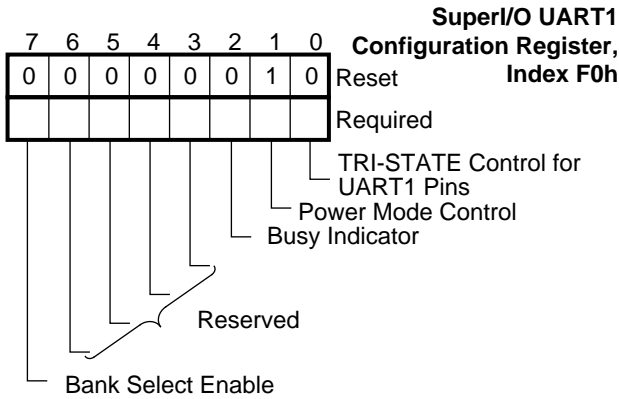 SuperI/O UART1
Configuration Register,
Index F0h
7 6 5 4 3 2 1 0
0 0 0 0 0 0 1 0 Reset
Required
TRI-STATE Control for
UART1 Pins
Power Mode Control
Busy Indicator
Reserved
Bank Select Enable